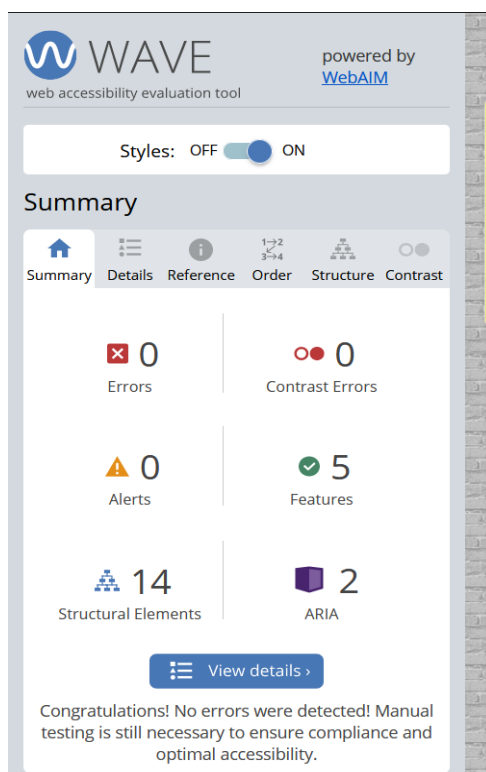 WAVE
web accessibility evaluation tool
powered by
WebAIM
Styles: OFF ON
Summary
1→2
3→4
Summary Details Reference Order Structure Contrast
0
Errors
0
Contrast Errors
0
Alerts
5
Features
14
Structural Elements
2
ARIA
View details ›
Congratulations! No errors were detected! Manual
testing is still necessary to ensure compliance and
optimal accessibility.